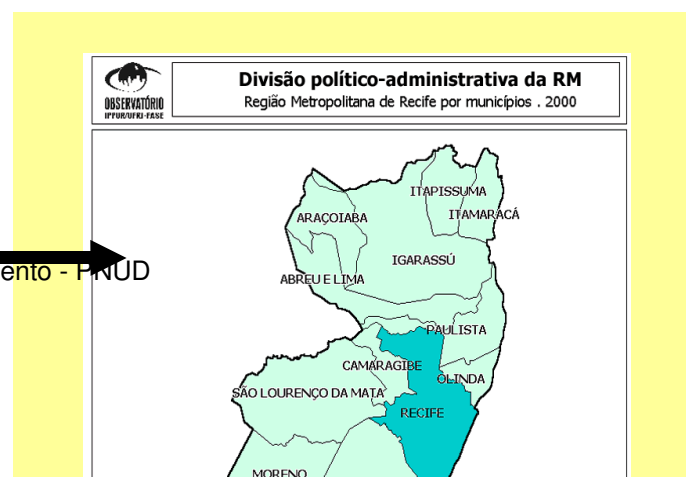 OBSERVATÓRIO
IPPUR/UFRJ-FASE
Divisão político-administrativa da RM
Região Metropolitana de Recife por municípios . 2000
ITAPISSUMA
ITAMARACÁ
ARAÇOIABA
IGARASSÚ
ento - PNUD
ABREU E LIMA
PAULISTA
CAMARAGIBE
OLINDA
SÃO LOURENÇO DA MATA
RECIFE
MORENO